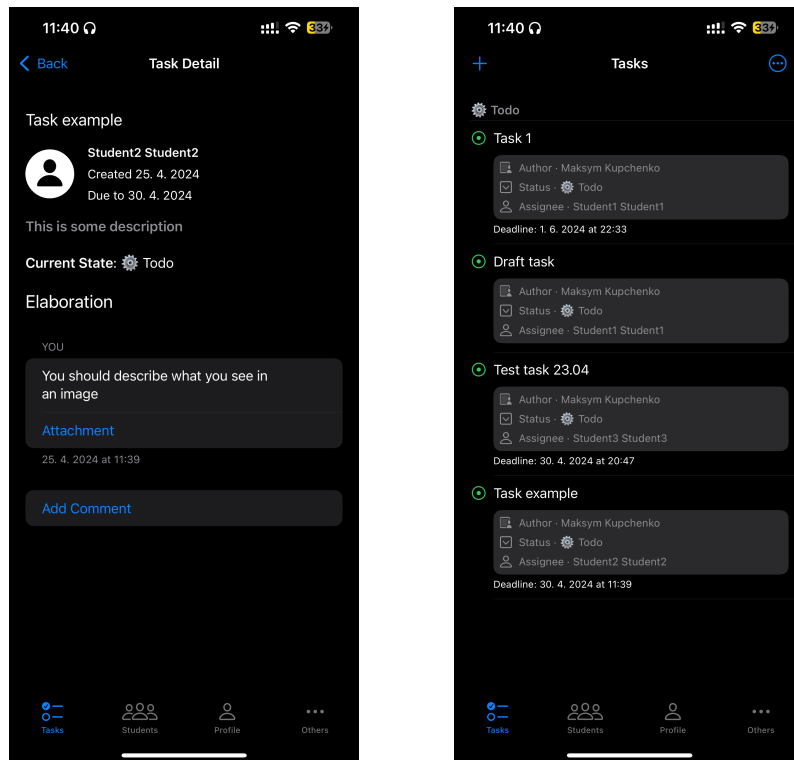 11:40
33
Back
Task Detail
Task example
Student2 Student2
Created 25. 4. 2024
Due to 30. 4. 2024
This is some description
Current State: Todo
Elaboration
YOU
You should describe what you see in
an image
Attachment
25. 4. 2024 at 11:39
Add Comment
Tasks
Students
Profile
Others
11:40
33
Tasks
Todo
Task 1
Author · Maksym Kupchenko
Status · Todo
Assignee · Student1 Student1
Deadline: 1. 6. 2024 at 22:33
Draft task
Author · Maksym Kupchenko
Status · Todo
Assignee · Student1 Student1
Test task 23.04
Author · Maksym Kupchenko
Status · Todo
Assignee · Student3 Student3
Deadline: 30. 4. 2024 at 20:47
Task example
Author · Maksym Kupchenko
Status · Todo
Assignee · Student2 Student2
Deadline: 30. 4. 2024 at 11:39
Tasks
Students
Profile
Others